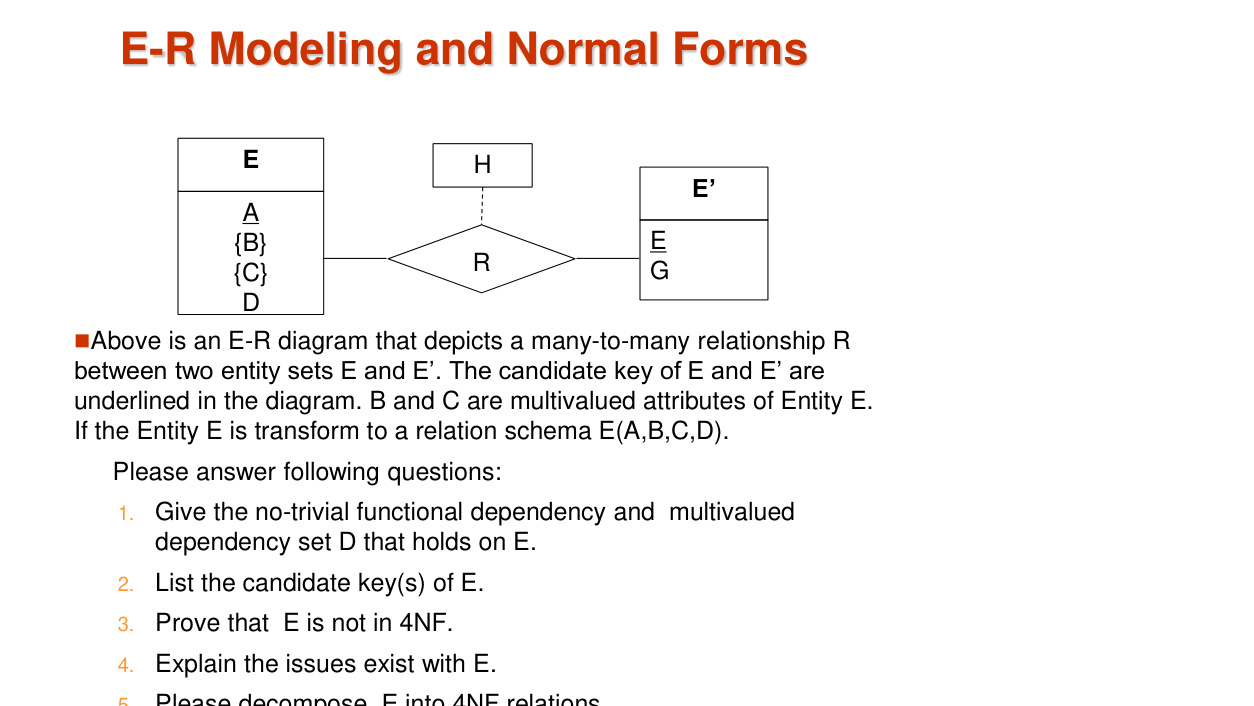 E-R Modeling and Normal Forms
E
A
{B}
{C}
D
H
R
E’
E
G
Above is an E-R diagram that depicts a many-to-many relationship R
between two entity sets E and E’. The candidate key of E and E’ are
underlined in the diagram. B and C are multivalued attributes of Entity E.
If the Entity E is transform to a relation schema E(A,B,C,D).
Please answer following questions:
1. Give the no-trivial functional dependency and multivalued
dependency set D that holds on E.
2. List the candidate key(s) of E.
3. Prove that E is not in 4NF.
4. Explain the issues exist with E.
5. Please decompose E into 4NF relations